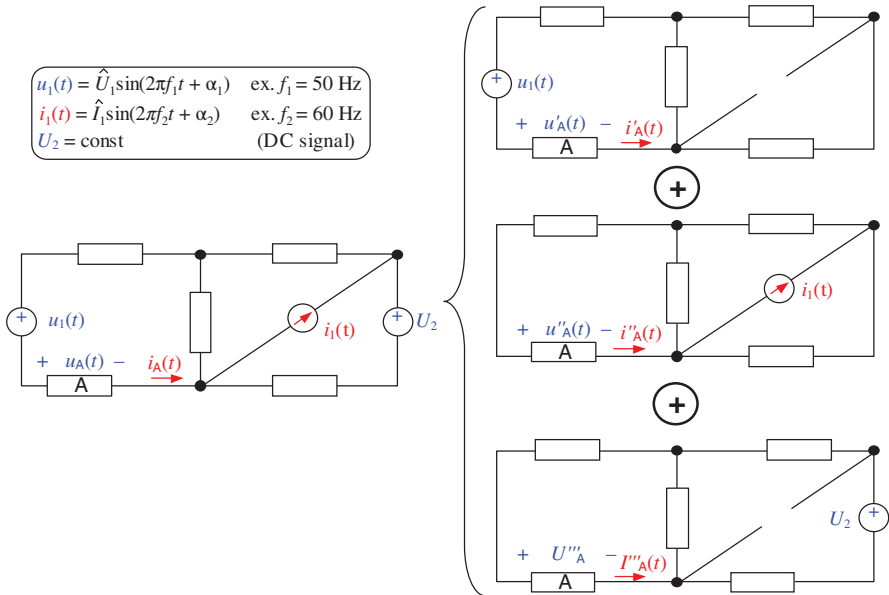 u₁(t) = Û₁sin(2πf₁t + α₁) ex. f₁ = 50 Hz
i₁(t) = Î₁sin(2πf₂t + α₂) ex. f₂ = 60 Hz
U₂ = const (DC signal)
+ u₁(t)
+ u'A(t) − i'A(t)
A
+
+ u₁(t)
i₁(t)
+ U₂
+ uA(t) − iA(t)
A
i₁(t)
+ u''A(t) − i''A(t)
A
+
U₂ +
+ U'''A − I'''A(t)
A